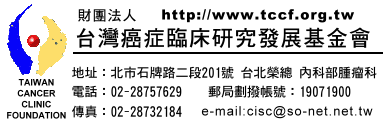 財團法人 http://www.tccf.org.tw
台灣癌症臨床研究發展基金會
地址：北市石牌路二段201號 台北榮總 內科部腫瘤科
電話：02-28757629 郵局劃撥帳號：19071900
傳真：02-28732184 e-mail:cisc@so-net.net.tw
TAIWAN
CANCER
CLINIC
FOUNDATION